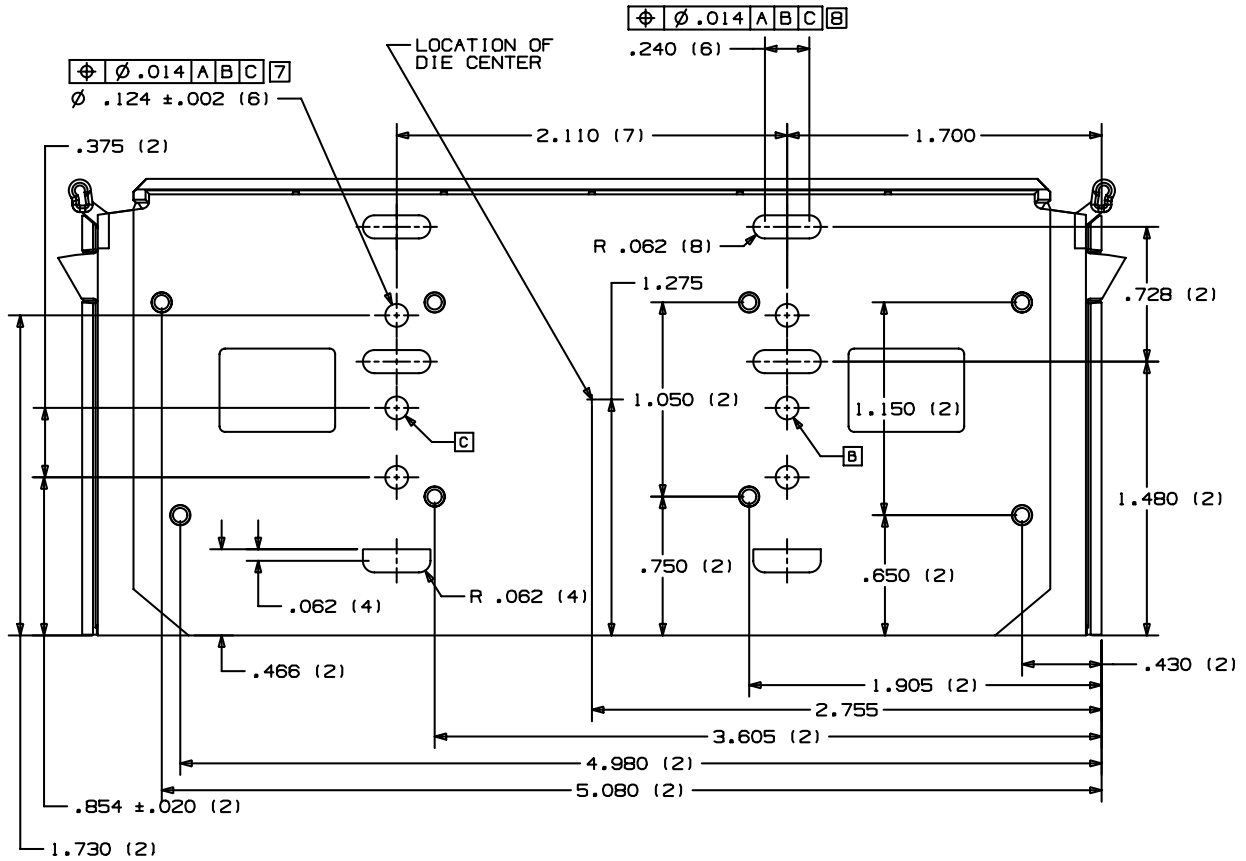 ⌖ Ø .014 A B C 8
.240 (6)
LOCATION OF
DIE CENTER
⌖ Ø .014 A B C 7
Ø .124 ±.002 (6)
2.110 (7)
1.700
.375 (2)
R .062 (8)
1.275
.728 (2)
1.050 (2)
1.150 (2)
C
B
1.480 (2)
.750 (2)
.650 (2)
.062 (4)
R .062 (4)
.466 (2)
.430 (2)
1.905 (2)
2.755
3.605 (2)
4.980 (2)
5.080 (2)
.854 ±.020 (2)
1.730 (2)